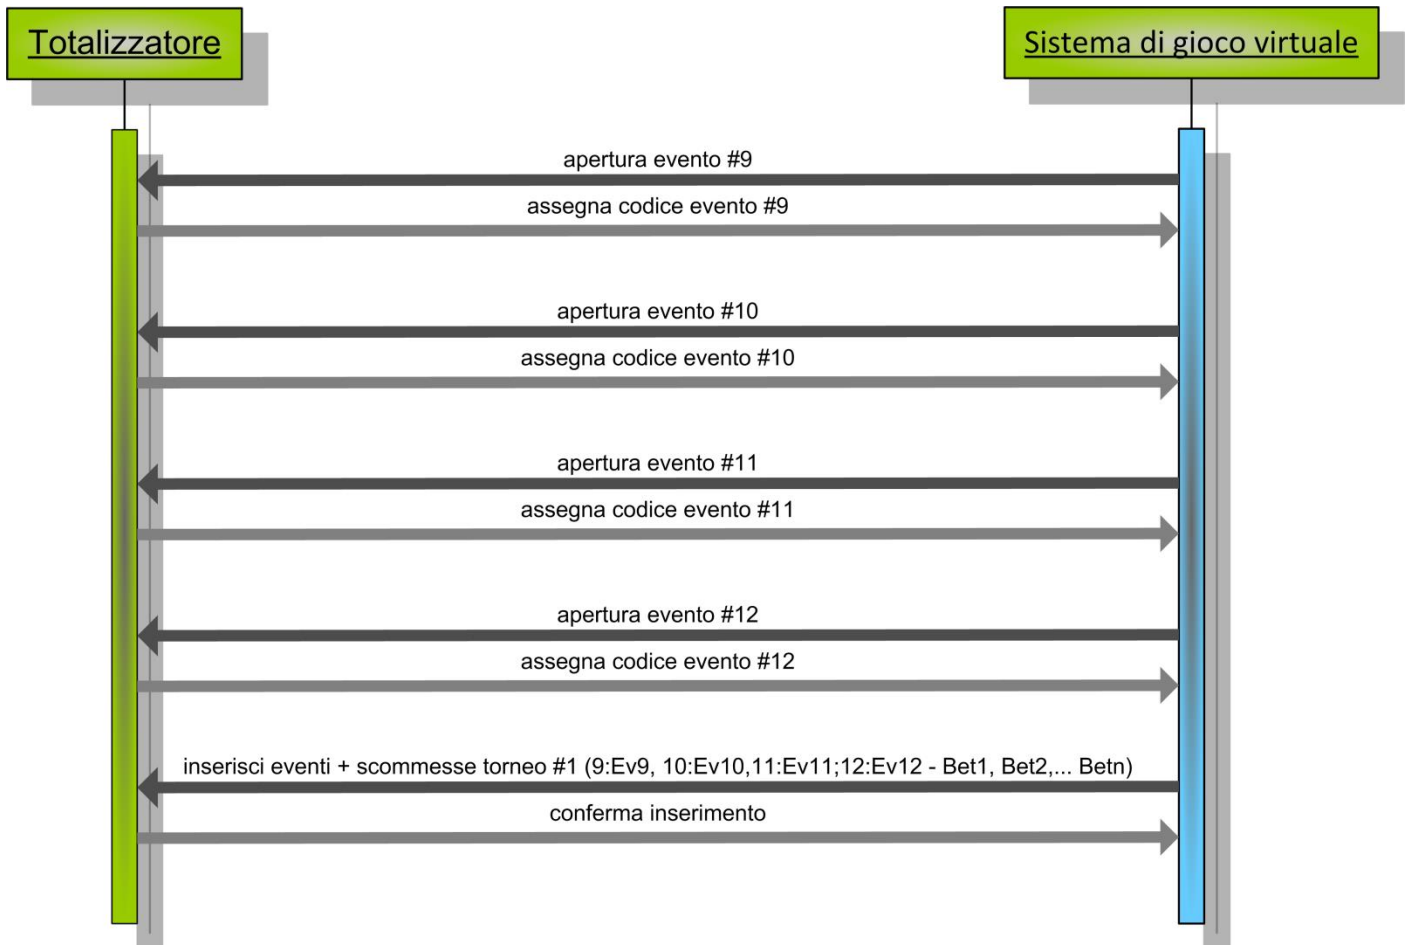 Totalizzatore
Sistema di gioco virtuale
apertura evento #9
assegna codice evento #9
apertura evento #10
assegna codice evento #10
apertura evento #11
assegna codice evento #11
apertura evento #12
assegna codice evento #12
inserisci eventi + scommesse torneo #1 (9:Ev9, 10:Ev10,11:Ev11;12:Ev12 - Bet1, Bet2,... Betn)
conferma inserimento